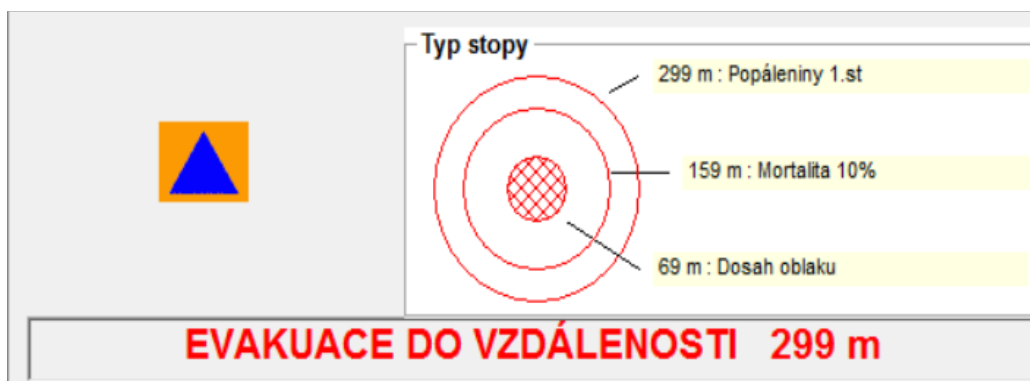 Typ stopy
299 m : Popáleniny 1.st
159 m : Mortalita 10%
69 m : Dosah oblaku
EVAKUACE DO VZDÁLENOSTI 299 m